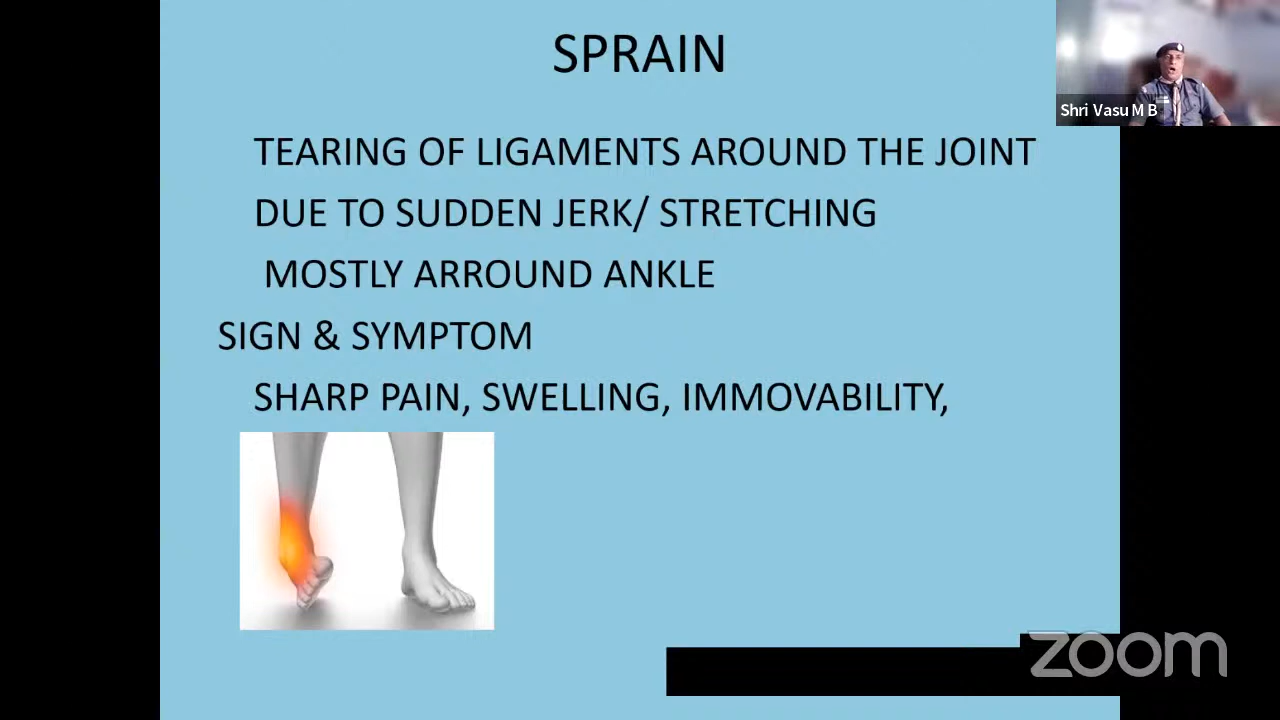 SPRAIN
Shri Vasu M B
TEARING OF LIGAMENTS AROUND THE JOINT
DUE TO SUDDEN JERK/ STRETCHING
MOSTLY ARROUND ANKLE
SIGN & SYMPTOM
SHARP PAIN, SWELLING, IMMOVABILITY,
zoom